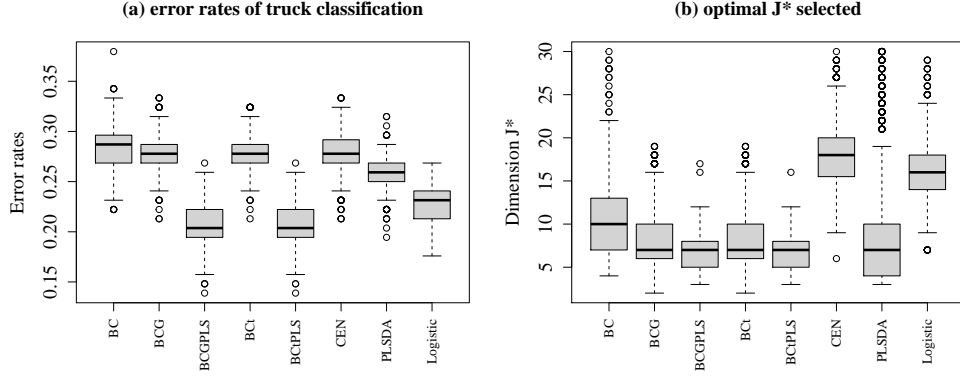 (a) error rates of truck classification
Error rates
0.35
0.30
0.25
0.20
0.15
BC
BCG
BCGPLS
BCt
BCtPLS
CEN
PLSDA
Logistic
(b) optimal J* selected
Dimension J*
30
25
20
15
10
5
BC
BCG
BCGPLS
BCt
BCtPLS
CEN
PLSDA
Logistic